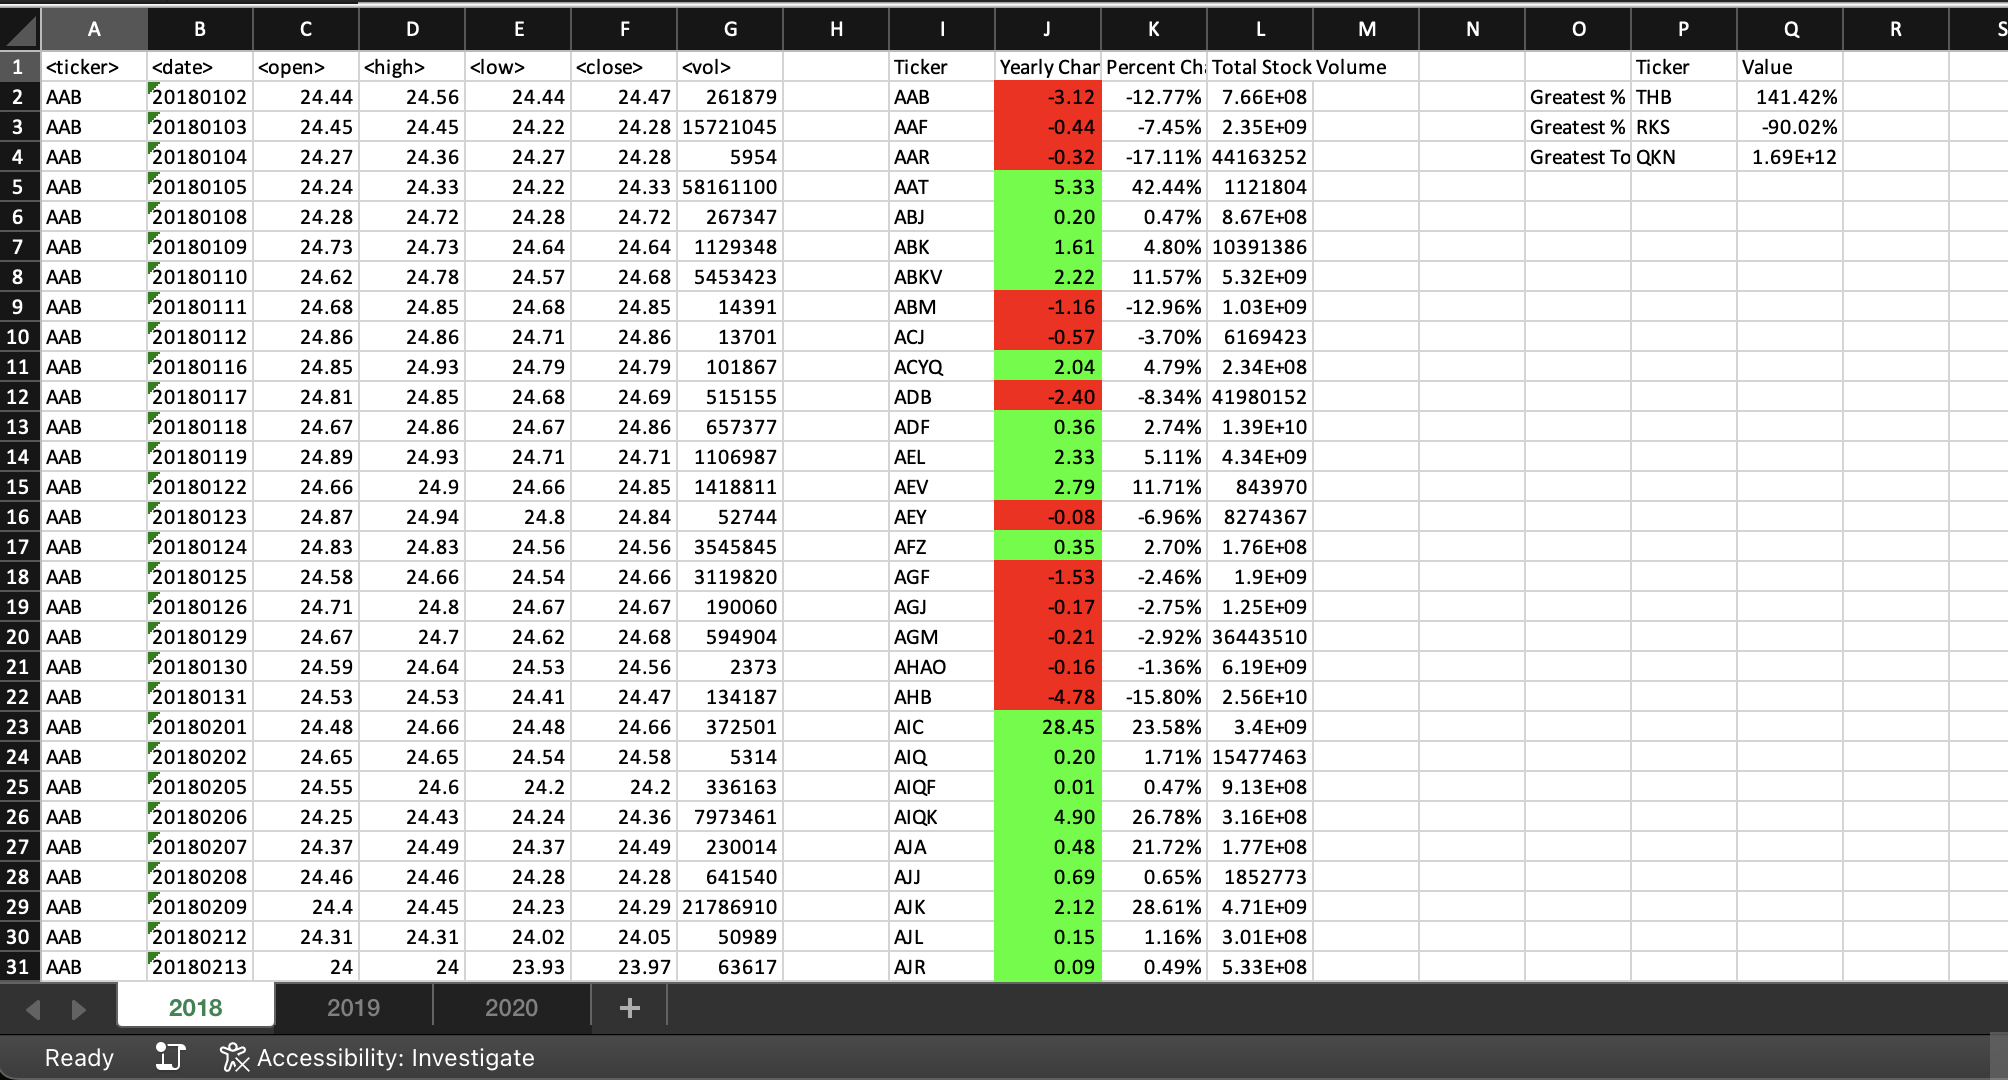 A B C D E F G H I J K L M N O P Q R S
1 <ticker> <date> <open> <high> <low> <close> <vol> Ticker Yearly Char Percent Ch Total Stock Volume Ticker Value
2 AAB 20180102 24.44 24.56 24.44 24.47 261879 AAB -3.12 -12.77% 7.66E+08 Greatest % THB 141.42%
3 AAB 20180103 24.45 24.45 24.22 24.28 15721045 AAF -0.44 -7.45% 2.35E+09 Greatest % RKS -90.02%
4 AAB 20180104 24.27 24.36 24.27 24.28 5954 AAR -0.32 -17.11% 44163252 Greatest To QKN 1.69E+12
5 AAB 20180105 24.24 24.33 24.22 24.33 58161100 AAT 5.33 42.44% 1121804
6 AAB 20180108 24.28 24.72 24.28 24.72 267347 ABJ 0.20 0.47% 8.67E+08
7 AAB 20180109 24.73 24.73 24.64 24.64 1129348 ABK 1.61 4.80% 10391386
8 AAB 20180110 24.62 24.78 24.57 24.68 5453423 ABKV 2.22 11.57% 5.32E+09
9 AAB 20180111 24.68 24.85 24.68 24.85 14391 ABM -1.16 -12.96% 1.03E+09
10 AAB 20180112 24.86 24.86 24.71 24.86 13701 ACJ -0.57 -3.70% 6169423
11 AAB 20180116 24.85 24.93 24.79 24.79 101867 ACYQ 2.04 4.79% 2.34E+08
12 AAB 20180117 24.81 24.85 24.68 24.69 515155 ADB -2.40 -8.34% 41980152
13 AAB 20180118 24.67 24.86 24.67 24.86 657377 ADF 0.36 2.74% 1.39E+10
14 AAB 20180119 24.89 24.93 24.71 24.71 1106987 AEL 2.33 5.11% 4.34E+09
15 AAB 20180122 24.66 24.9 24.66 24.85 1418811 AEV 2.79 11.71% 843970
16 AAB 20180123 24.87 24.94 24.8 24.84 52744 AEY -0.08 -6.96% 8274367
17 AAB 20180124 24.83 24.83 24.56 24.56 3545845 AFZ 0.35 2.70% 1.76E+08
18 AAB 20180125 24.58 24.66 24.54 24.66 3119820 AGF -1.53 -2.46% 1.9E+09
19 AAB 20180126 24.71 24.8 24.67 24.67 190060 AGJ -0.17 -2.75% 1.25E+09
20 AAB 20180129 24.67 24.7 24.62 24.68 594904 AGM -0.21 -2.92% 36443510
21 AAB 20180130 24.59 24.64 24.53 24.56 2373 AHAO -0.16 -1.36% 6.19E+09
22 AAB 20180131 24.53 24.53 24.41 24.47 134187 AHB -4.78 -15.80% 2.56E+10
23 AAB 20180201 24.48 24.66 24.48 24.66 372501 AIC 28.45 23.58% 3.4E+09
24 AAB 20180202 24.65 24.65 24.54 24.58 5314 AIQ 0.20 1.71% 15477463
25 AAB 20180205 24.55 24.6 24.2 24.2 336163 AIQF 0.01 0.47% 9.13E+08
26 AAB 20180206 24.25 24.43 24.24 24.36 7973461 AIQK 4.90 26.78% 3.16E+08
27 AAB 20180207 24.37 24.49 24.37 24.49 230014 AJA 0.48 21.72% 1.77E+08
28 AAB 20180208 24.46 24.46 24.28 24.28 641540 AJJ 0.69 0.65% 1852773
29 AAB 20180209 24.4 24.45 24.23 24.29 21786910 AJK 2.12 28.61% 4.71E+09
30 AAB 20180212 24.31 24.31 24.02 24.05 50989 AJL 0.15 1.16% 3.01E+08
31 AAB 20180213 24 24 23.93 23.97 63617 AJR 0.09 0.49% 5.33E+08
2018 2019 2020 +
Ready Accessibility: Investigate